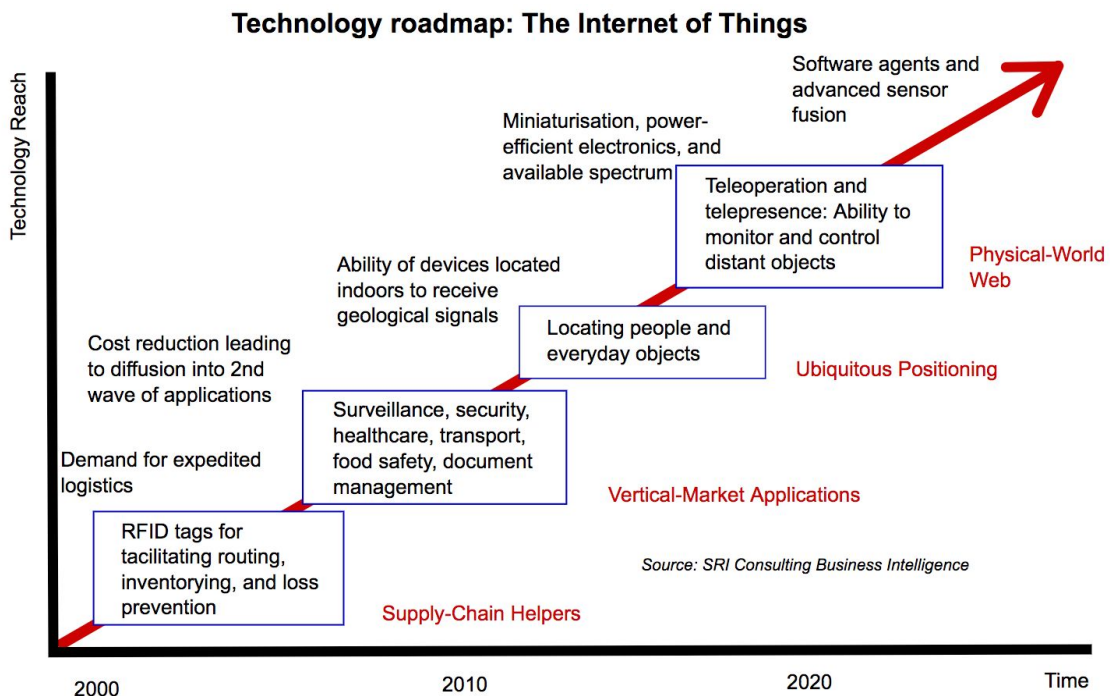 Technology roadmap: The Internet of Things
Technology Reach
Software agents and
advanced sensor
fusion
Miniaturisation, power-
efficient electronics, and
available spectrum
Teleoperation and
telepresence: Ability to
monitor and control
distant objects
Physical-World
Web
Ability of devices located
indoors to receive
geological signals
Locating people and
everyday objects
Ubiquitous Positioning
Cost reduction leading
to diffusion into 2nd
wave of applications
Surveillance, security,
healthcare, transport,
food safety, document
management
Vertical-Market Applications
Demand for expedited
logistics
RFID tags for
tacilitating routing,
inventorying, and loss
prevention
Supply-Chain Helpers
Source: SRI Consulting Business Intelligence
2000
2010
2020
Time